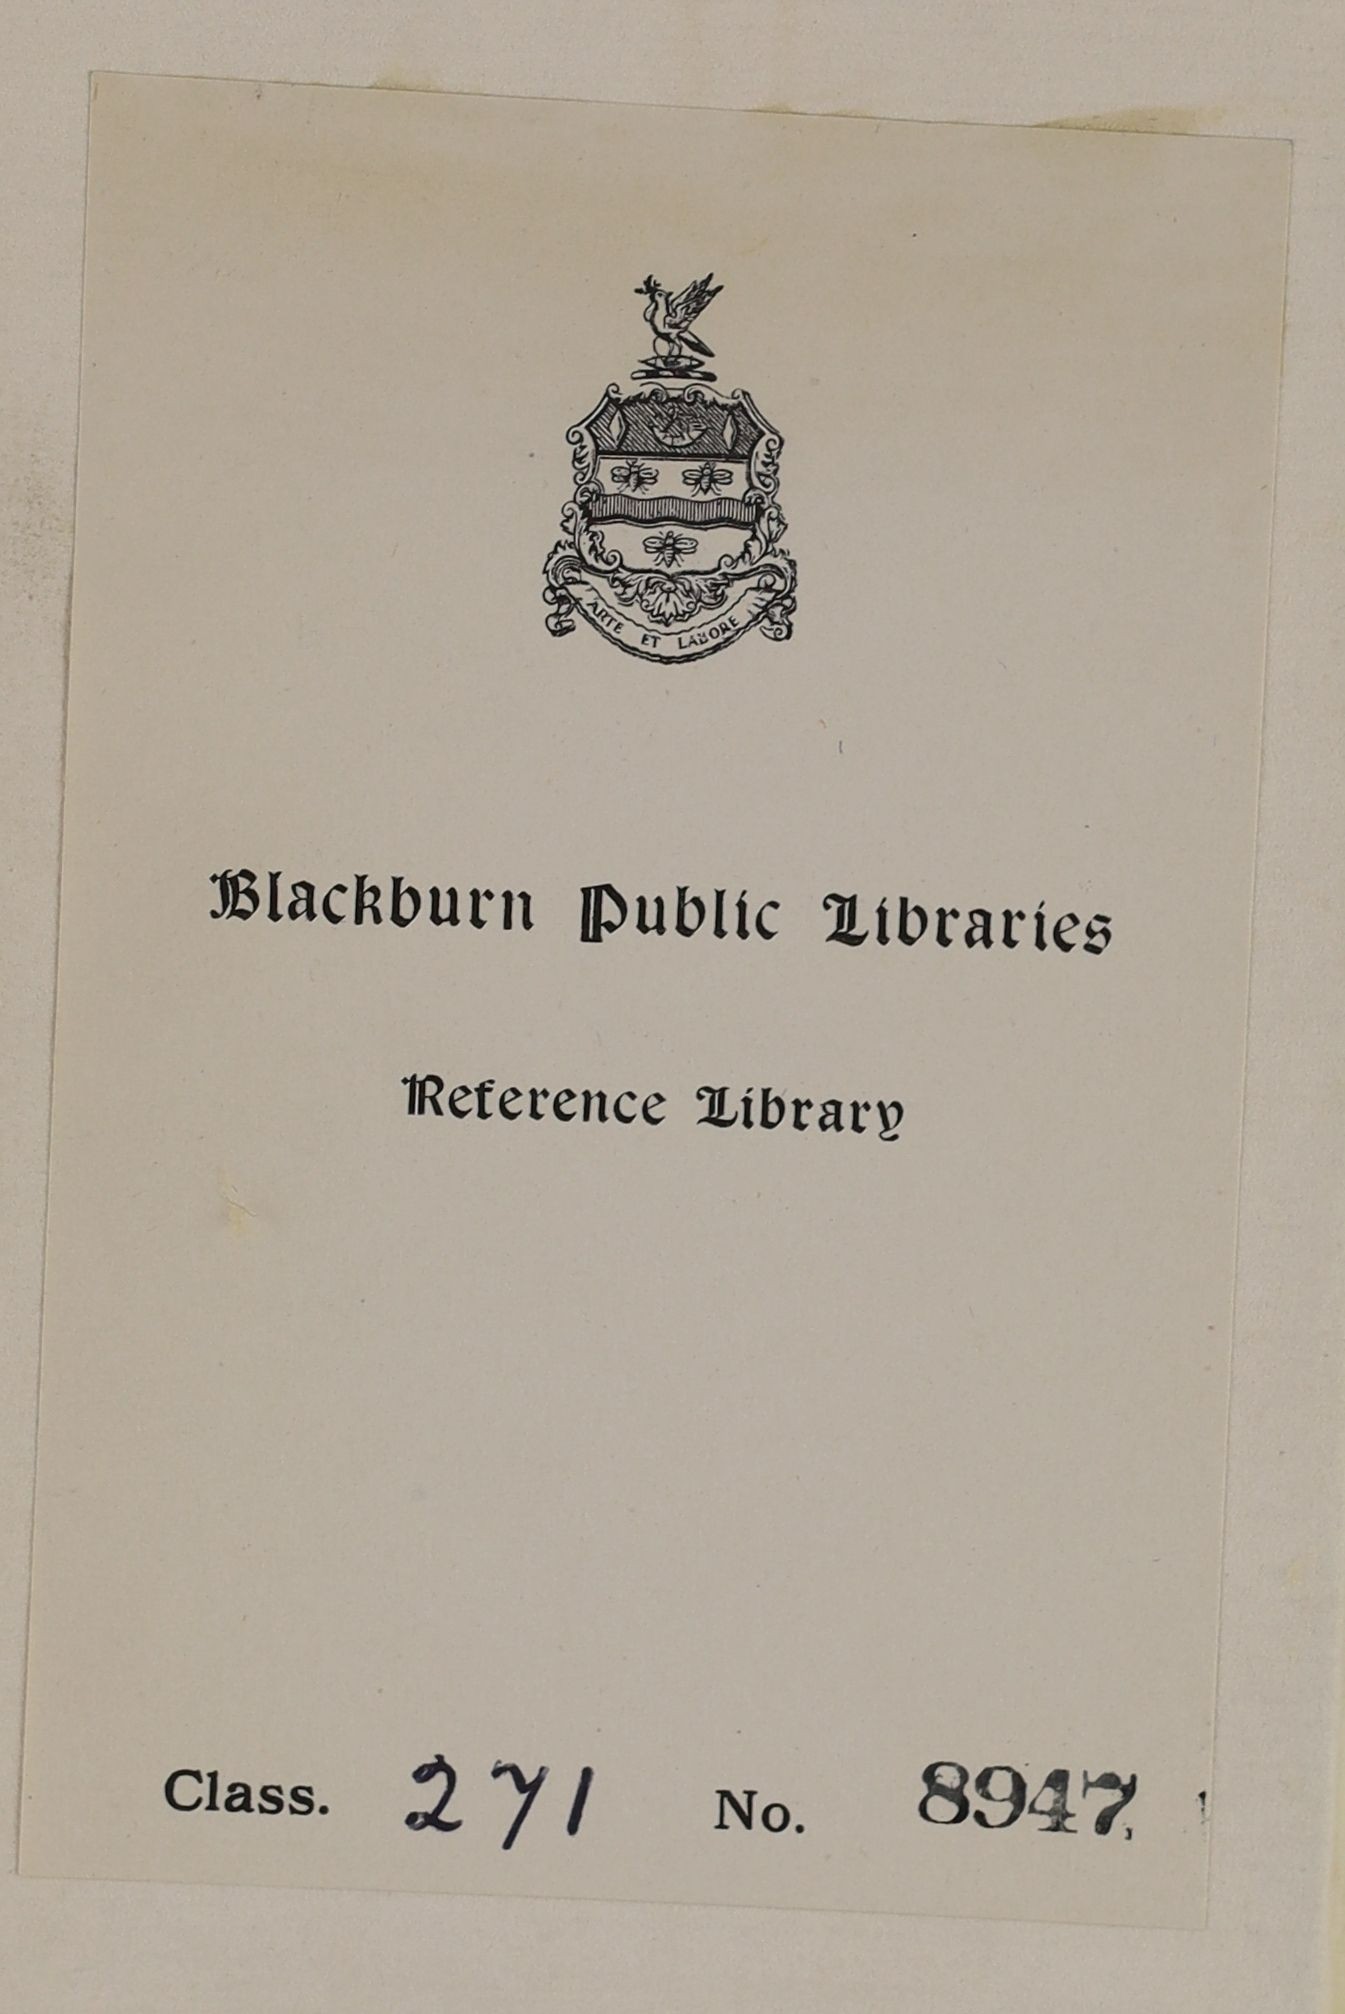 ARTE ET LABORE
Blackburn Public Libraries
Reference Library
Class. 271 No. 8947